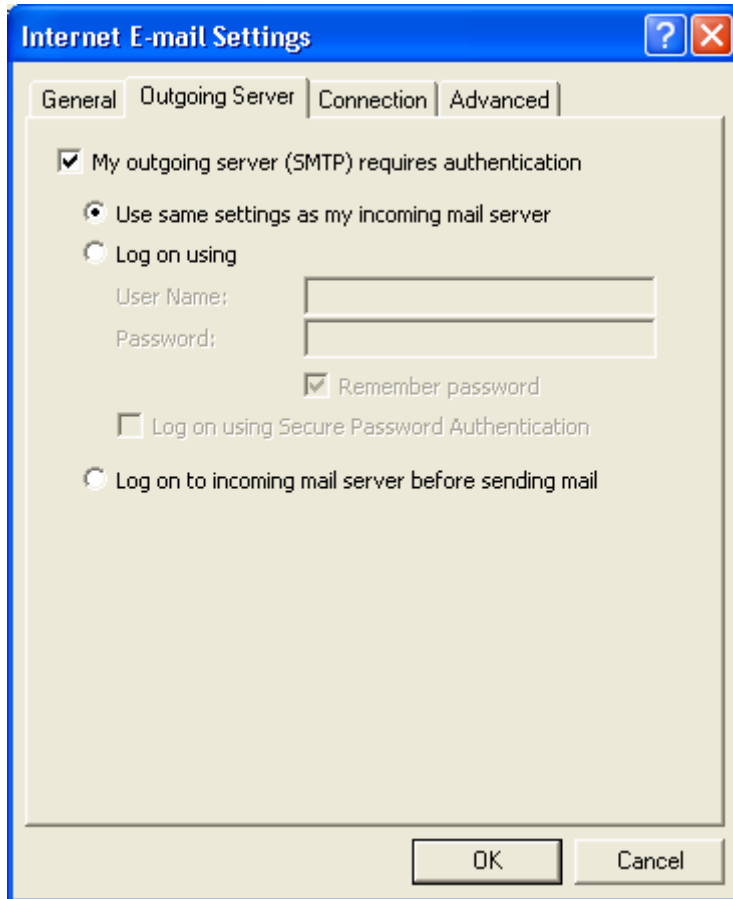 Internet E-mail Settings ?
General Outgoing Server Connection Advanced
My outgoing server (SMTP) requires authentication
Use same settings as my incoming mail server
Log on using
User Name:
Password:
Remember password
Log on using Secure Password Authentication
Log on to incoming mail server before sending mail
OK Cancel